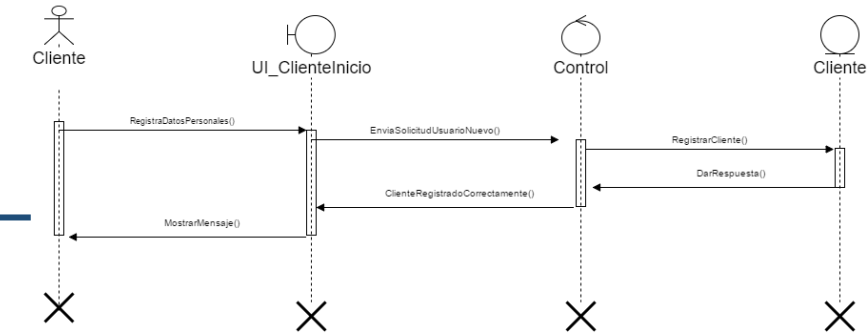 Cliente
UI_ClienteInicio
Control
Cliente
RegistraDatosPersonales()
EnviaSolicitudUsuarioNuevo()
RegistrarCliente()
DarRespuesta()
ClienteRegistradoCorrectamente()
MostrarMensaje()